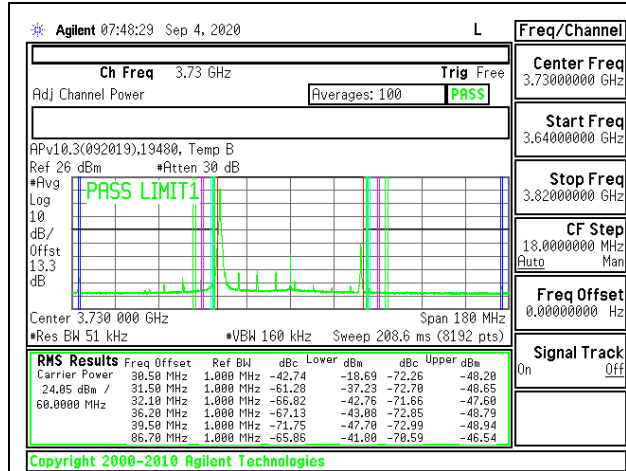 Agilent 07:48:29 Sep 4, 2020 L
Freq/Channel
Ch Freq 3.73 GHz Trig Free
Adj Channel Power Averages: 100 PASS
APv10.3(092019),19480, Temp B
Ref 26 dBm #Atten 30 dB
#Avg
Log
10
dB/
Offst
13.3
dB
PASS LIMIT1
Center 3.730 000 GHz Span 180 MHz
#Res BW 51 kHz #VBW 160 kHz Sweep 208.6 ms (8192 pts)
RMS Results Freq Offset Ref BW dBc Lower dBm dBc Upper dBm
Carrier Power 30.50 MHz 1.000 MHz -42.74 -18.69 -72.26 -48.20
24.05 dBm / 31.50 MHz 1.000 MHz -61.28 -37.23 -72.70 -48.65
60.0000 MHz 32.10 MHz 1.000 MHz -66.82 -42.76 -71.66 -47.60
36.20 MHz 1.000 MHz -67.13 -43.08 -72.85 -48.79
39.50 MHz 1.000 MHz -71.75 -47.70 -72.99 -48.94
86.70 MHz 1.000 MHz -65.86 -41.80 -70.59 -46.54
Copyright 2000-2010 Agilent Technologies
Center Freq
3.73000000 GHz
Start Freq
3.64000000 GHz
Stop Freq
3.82000000 GHz
CF Step
18.0000000 MHz
Auto Man
Freq Offset
0.00000000 Hz
Signal Track
On Off